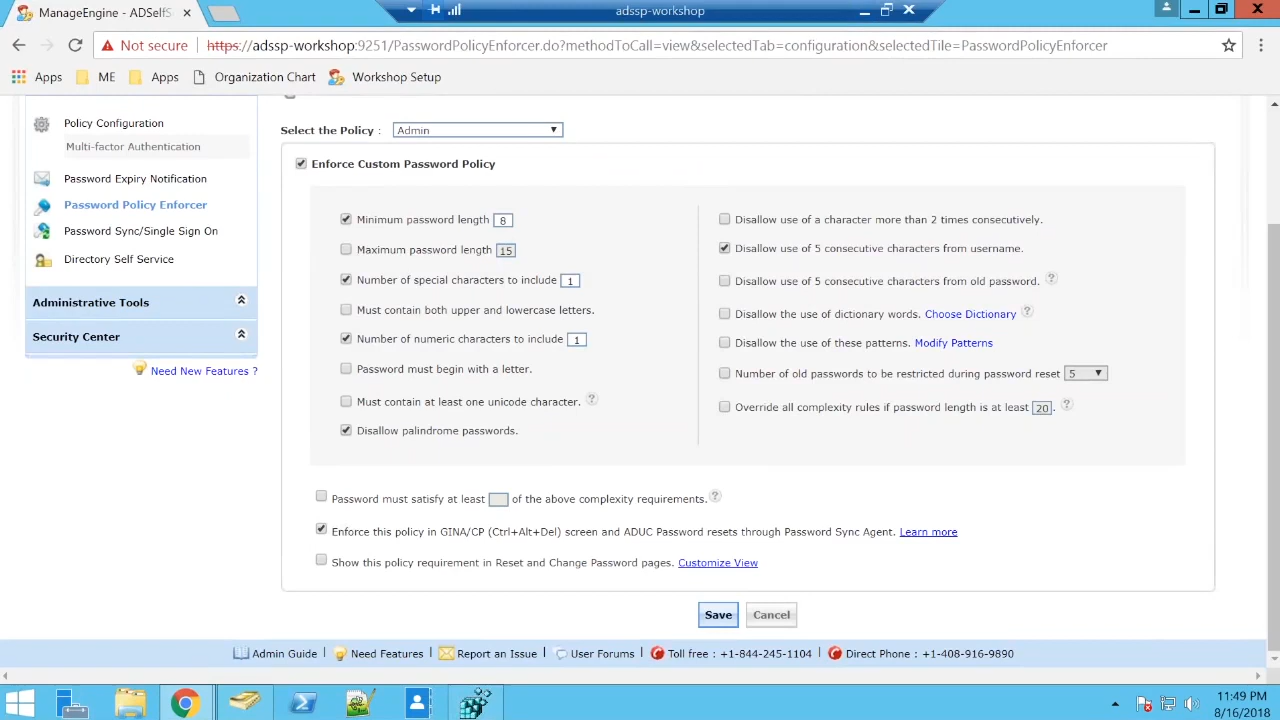 ManageEngine - ADSelfS
adssp-workshop
Not secure
https://adssp-workshop:9251/PasswordPolicyEnforcer.do?methodToCall=view&selectedTab=configuration&selectedTile=PasswordPolicyEnforcer
Apps ME Apps Organization Chart Workshop Setup
Policy Configuration
Multi-factor Authentication
Password Expiry Notification
Password Policy Enforcer
Password Sync/Single Sign On
Directory Self Service
Administrative Tools
Security Center
Need New Features ?
Select the Policy : Admin
Enforce Custom Password Policy
Minimum password length 8
Maximum password length 15
Number of special characters to include 1
Must contain both upper and lowercase letters.
Number of numeric characters to include 1
Password must begin with a letter.
Must contain at least one unicode character. ?
Disallow palindrome passwords.
Disallow use of a character more than 2 times consecutively.
Disallow use of 5 consecutive characters from username.
Disallow use of 5 consecutive characters from old password. ?
Disallow the use of dictionary words. Choose Dictionary ?
Disallow the use of these patterns. Modify Patterns
Number of old passwords to be restricted during password reset 5
Override all complexity rules if password length is at least 20 . ?
Password must satisfy at least of the above complexity requirements. ?
Enforce this policy in GINA/CP (Ctrl+Alt+Del) screen and ADUC Password resets through Password Sync Agent. Learn more
Show this policy requirement in Reset and Change Password pages. Customize View
Save Cancel
Admin Guide | Need Features | Report an Issue | User Forums | Toll free : +1-844-245-1104 | Direct Phone : +1-408-916-9890
11:49 PM
8/16/2018